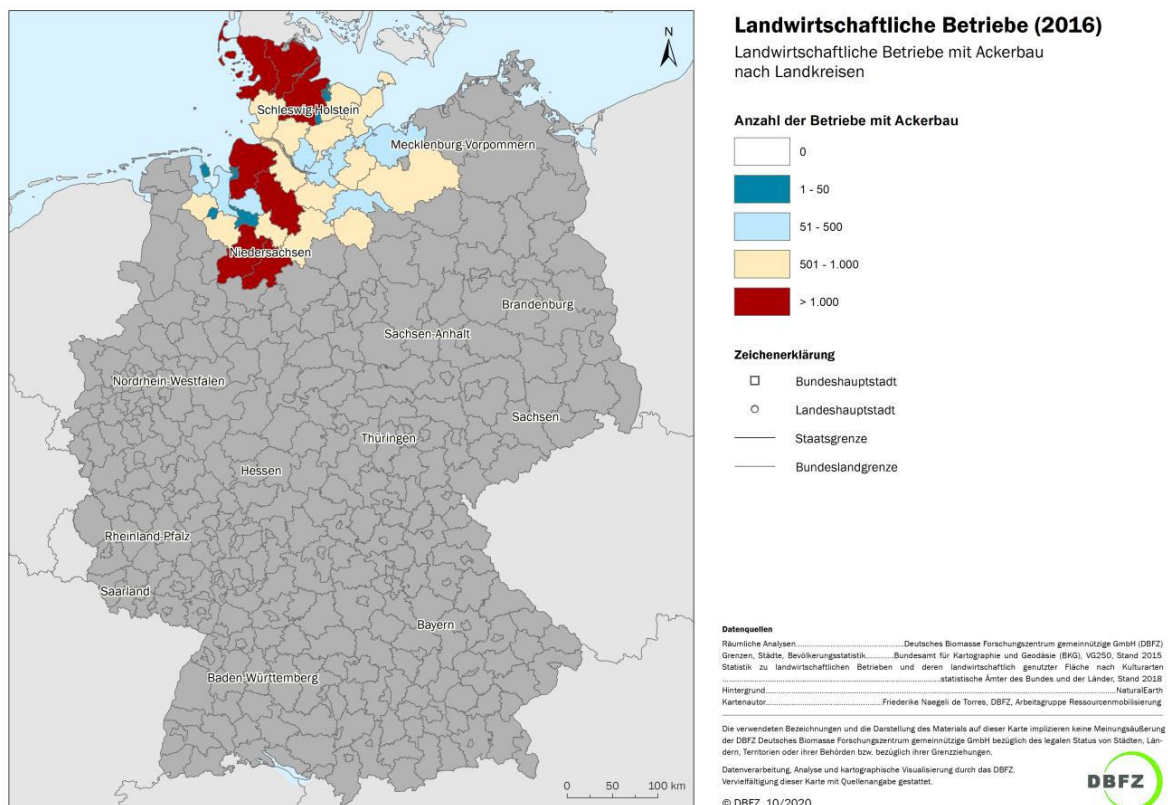 Landwirtschaftliche Betriebe (2016)
Landwirtschaftliche Betriebe mit Ackerbau
nach Landkreisen
Anzahl der Betriebe mit Ackerbau
0
1 - 50
51 - 500
501 - 1.000
> 1.000
Zeichenerklärung
Bundeshauptstadt
Landeshauptstadt
Staatsgrenze
Bundeslandgrenze
N
Schleswig-Holstein
Mecklenburg-Vorpommern
Niedersachsen
Brandenburg
Sachsen-Anhalt
Nordrhein-Westfalen
Sachsen
Thüringen
Hessen
Rheinland-Pfalz
Saarland
Bayern
Baden-Württemberg
0 50 100 km
Datenquellen
Räumliche Analysen....................Deutsches Biomasse Forschungszentrum gemeinnützige GmbH (DBFZ)
Grenzen, Städte, Bevölkerungsstatistik..........Bundesamt für Kartographie und Geodäsie (BKG), VG250, Stand 2015
Statistik zu landwirtschaftlichen Betrieben und deren landwirtschaftlich genutzter Fläche nach Kulturarten
....................statistische Ämter des Bundes und der Länder, Stand 2018
Hintergrund....................NaturalEarth
Kartenautor....................Friederike Naegeli de Torres, DBFZ, Arbeitsgruppe Ressourcenmobilisierung
Die verwendeten Bezeichnungen und die Darstellung des Materials auf dieser Karte implizieren keine Meinungsäußerung
der DBFZ Deutsches Biomasse Forschungszentrum gemeinnützige GmbH bezüglich des legalen Status von Städten, Län-
dern, Territorien oder ihrer Behörden bzw. bezüglich ihrer Grenzziehungen.
Datenverarbeitung, Analyse und kartographische Visualisierung durch das DBFZ.
Vervielfältigung dieser Karte mit Quellenangabe gestattet.
© DBFZ, 10/2020
DBFZ